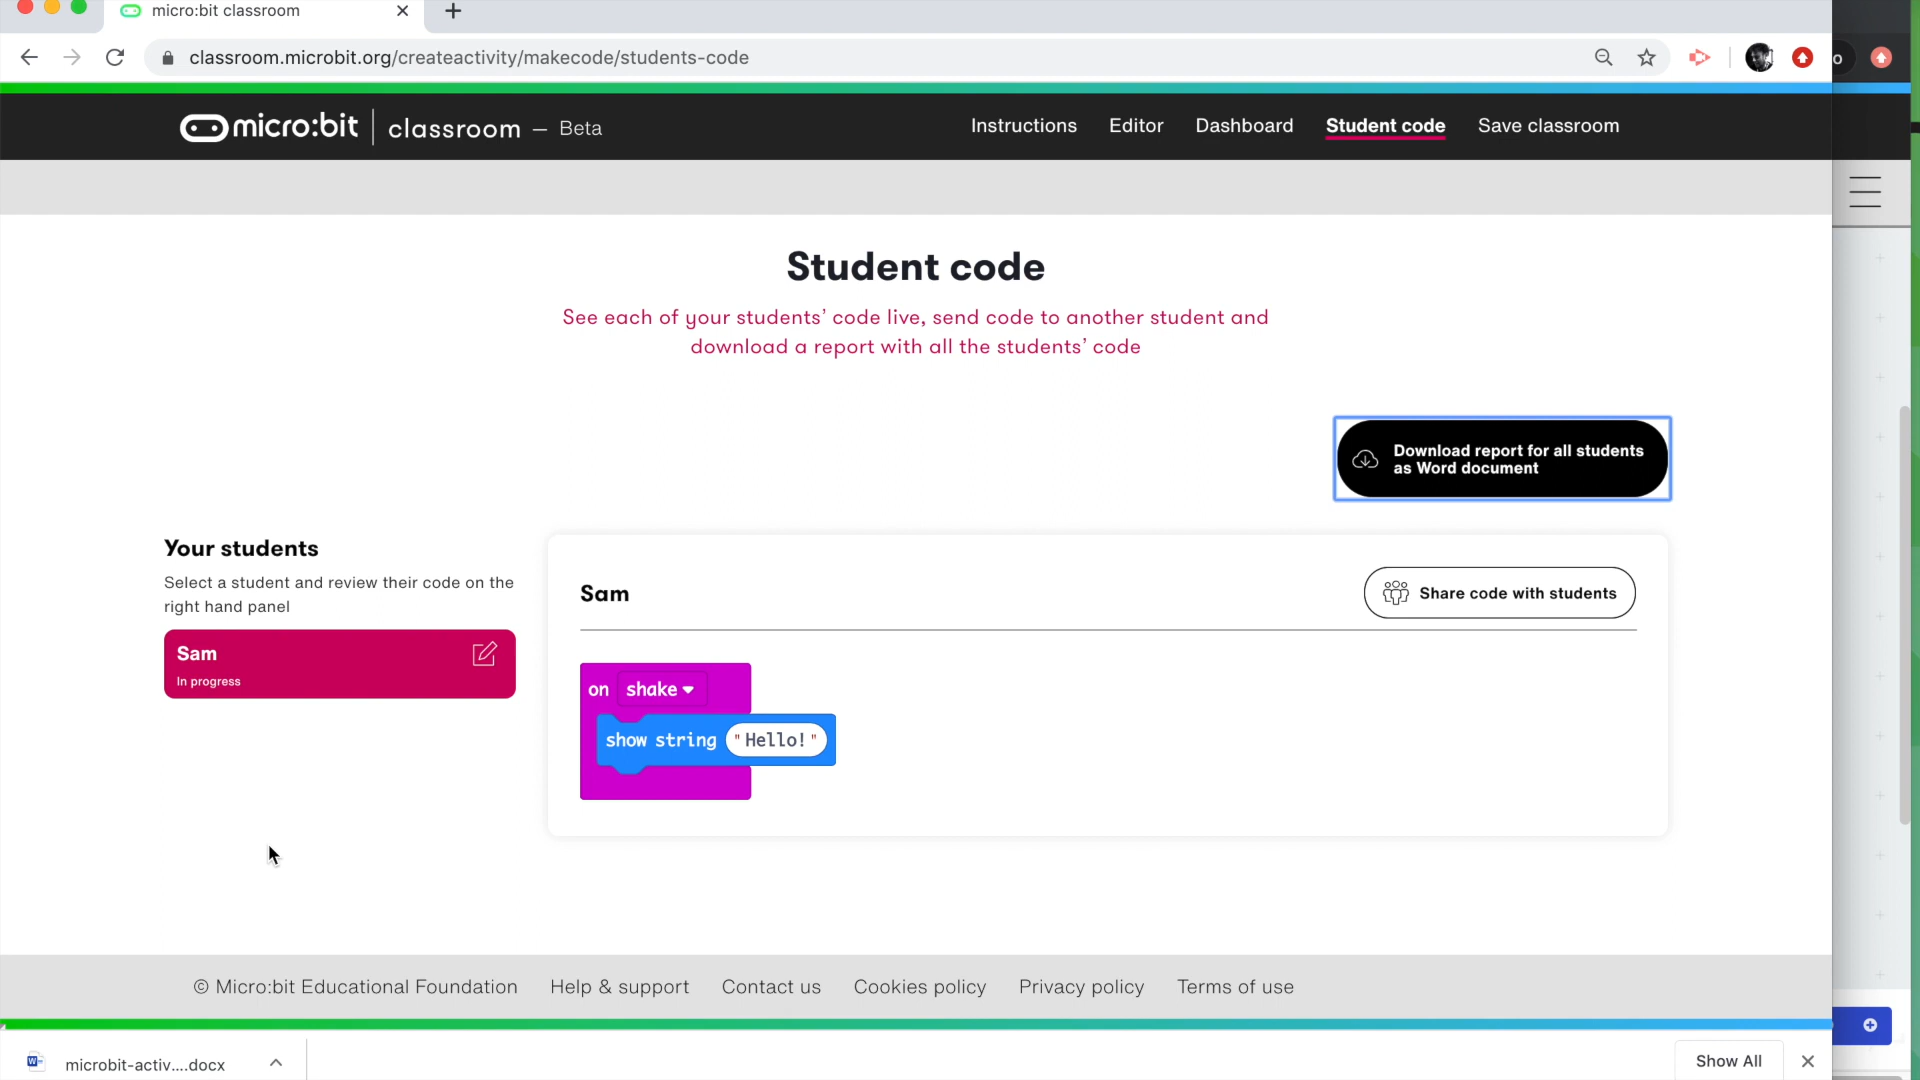 micro:bit classroom
classroom.microbit.org/createactivity/makecode/students-code
micro:bit classroom — Beta
Instructions
Editor
Dashboard
Student code
Save classroom
Student code
See each of your students’ code live, send code to another student and
download a report with all the students’ code
Download report for all students
as Word document
Your students
Select a student and review their code on the
right hand panel
Sam
In progress
Sam
Share code with students
on shake
show string "Hello!"
© Micro:bit Educational Foundation
Help & support
Contact us
Cookies policy
Privacy policy
Terms of use
microbit-activ....docx
Show All